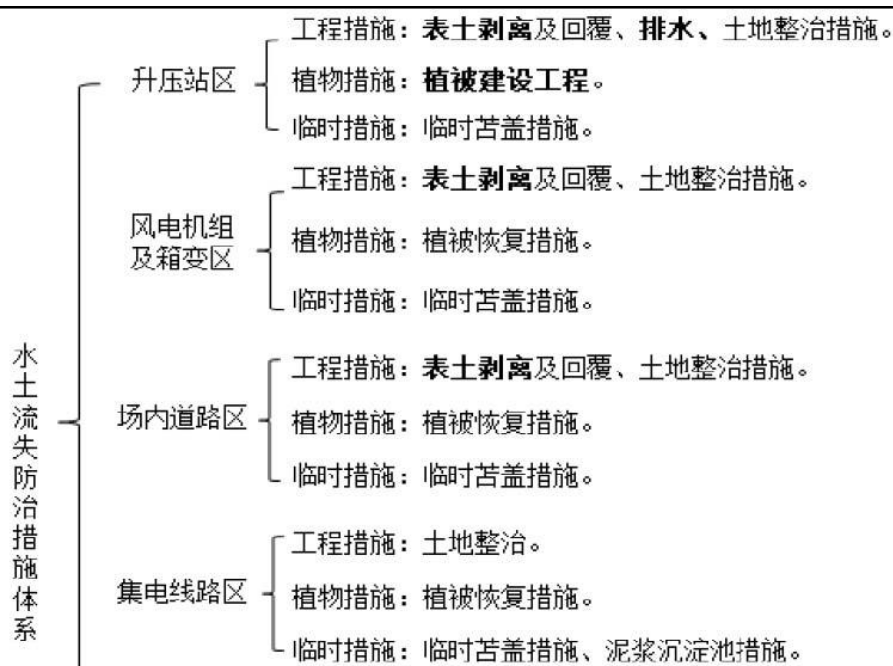 水土流失防治措施体系
升压站区
工程措施：表土剥离及回覆、排水、土地整治措施。
植物措施：植被建设工程。
临时措施：临时苫盖措施。
风电机组
及箱变区
工程措施：表土剥离及回覆、土地整治措施。
植物措施：植被恢复措施。
临时措施：临时苫盖措施。
场内道路区
工程措施：表土剥离及回覆、土地整治措施。
植物措施：植被恢复措施。
临时措施：临时苫盖措施。
集电线路区
工程措施：土地整治。
植物措施：植被恢复措施。
临时措施：临时苫盖措施、泥浆沉淀池措施。